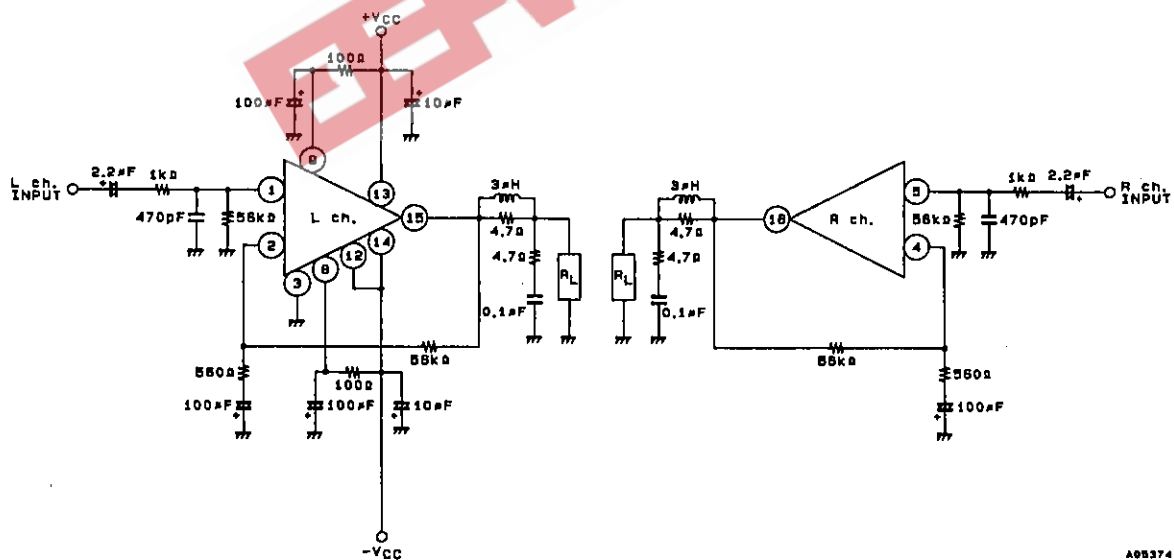 +VCC
100Ω
100µF
+
+
10µF
9
L ch.
INPUT
2.2µF
+
1kΩ
470pF
56kΩ
1
2
3
8
12
13
14
15
L ch.
3µH
4.7Ω
4.7Ω
0.1µF
RL
56kΩ
560Ω
100µF
+
100µF
+
100Ω
10µF
+
-VCC
3µH
4.7Ω
4.7Ω
0.1µF
RL
R ch.
5
4
56kΩ
470pF
1kΩ
2.2µF
+
R ch.
INPUT
56kΩ
560Ω
100µF
+
A05374